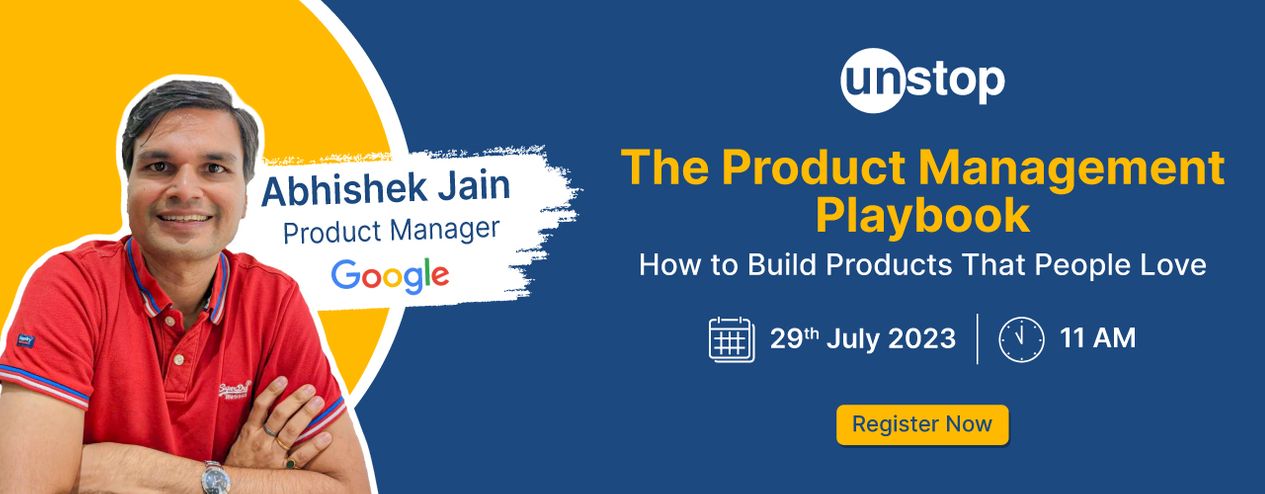 unstop
Abhishek Jain
Product Manager
Google
The Product Management
Playbook
How to Build Products That People Love
29th July 2023
11 AM
Register Now